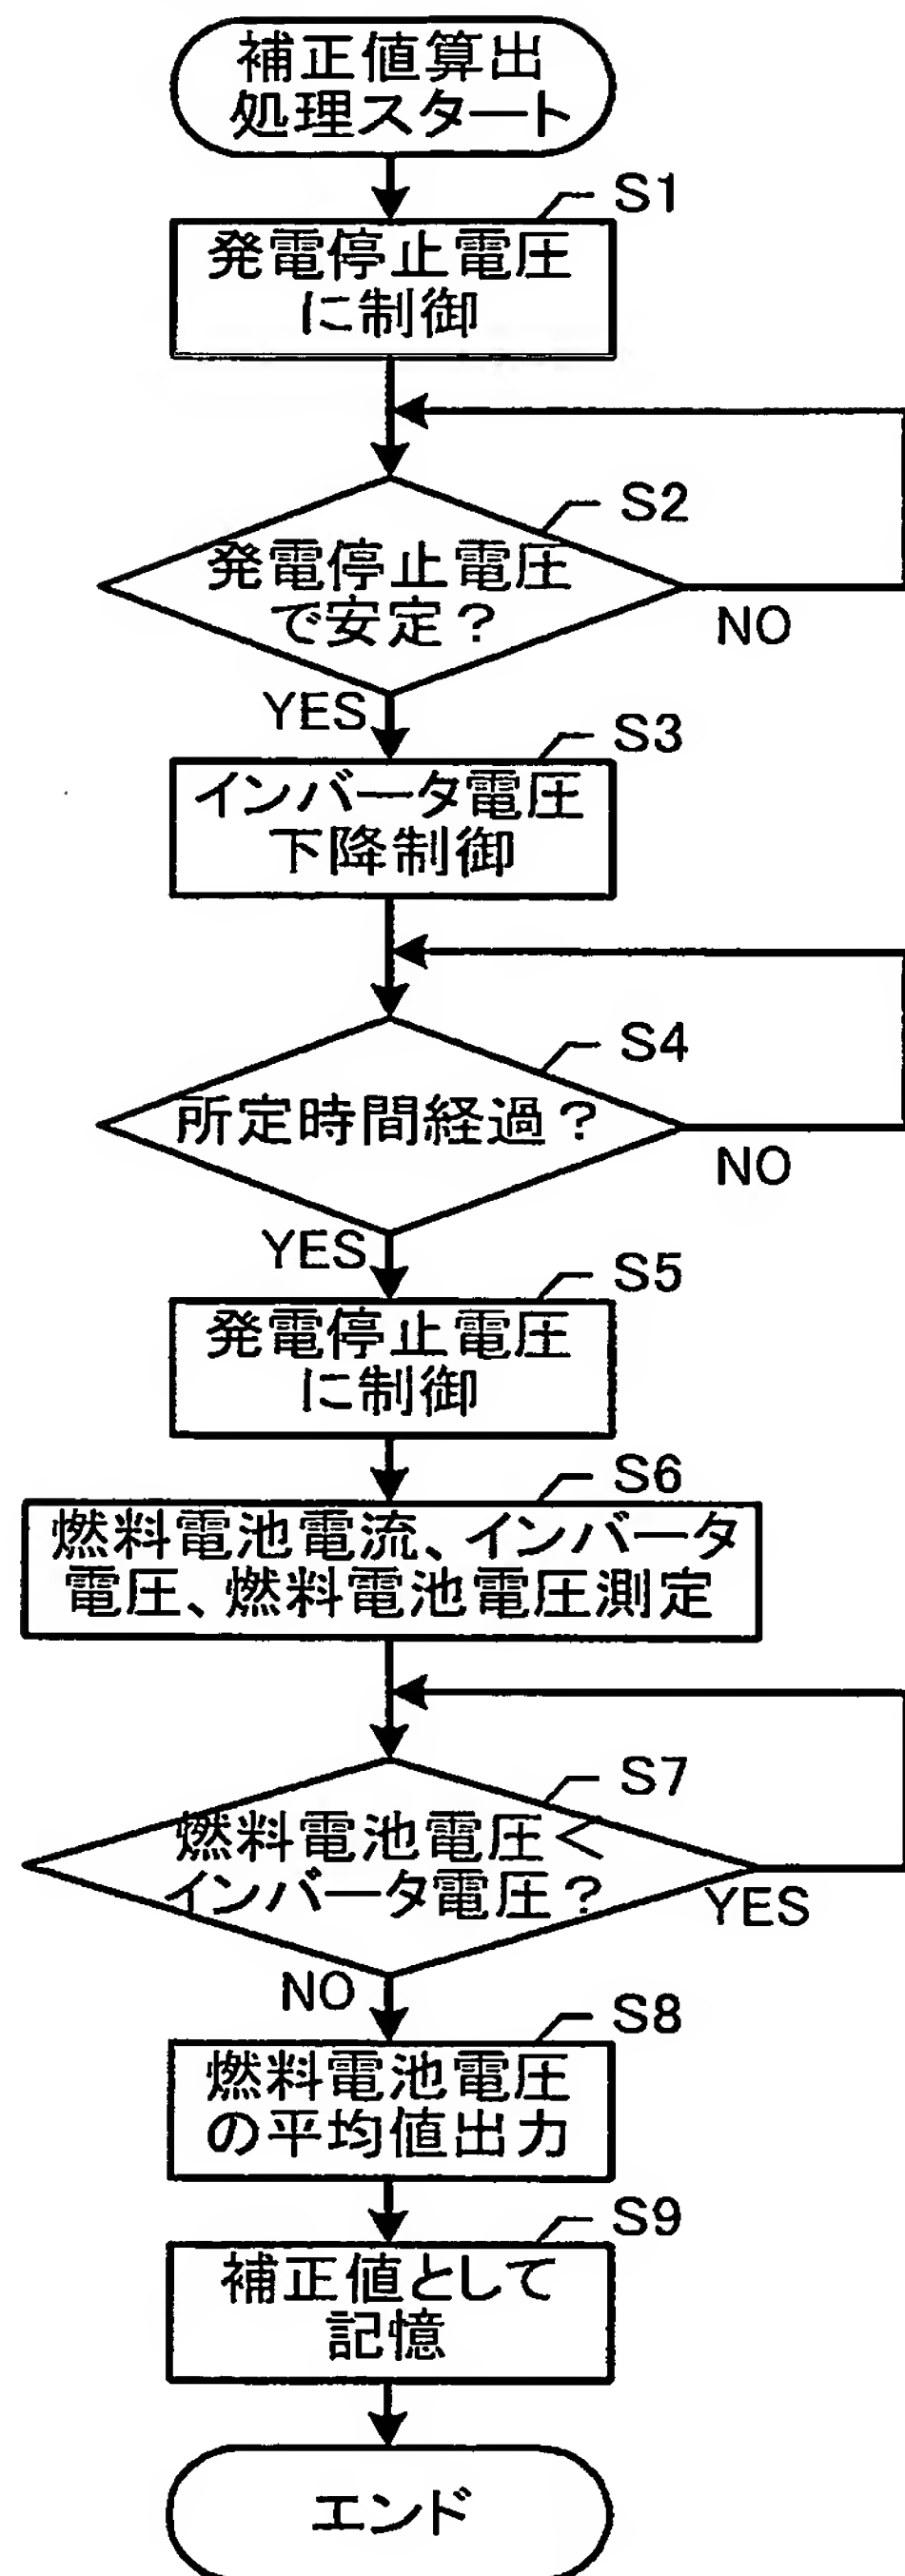 補正値算出
処理スタート
S1
発電停止電圧
に制御
S2
発電停止電圧
で安定？
NO
YES
S3
インバータ電圧
下降制御
S4
所定時間経過？
NO
YES
S5
発電停止電圧
に制御
S6
燃料電池電流、インバータ
電圧、燃料電池電圧測定
S7
燃料電池電圧＜
インバータ電圧？
YES
NO
S8
燃料電池電圧
の平均値出力
S9
補正値として
記憶
エンド